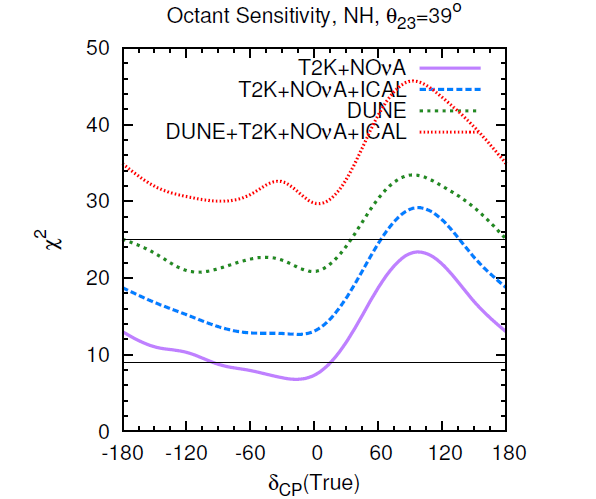 Octant Sensitivity, NH, θ23=39°
50
40
30
20
10
0
χ2
T2K+NOνA
T2K+NOνA+ICAL
DUNE
DUNE+T2K+NOνA+ICAL
-180 -120 -60 0 60 120 180
δCP(True)